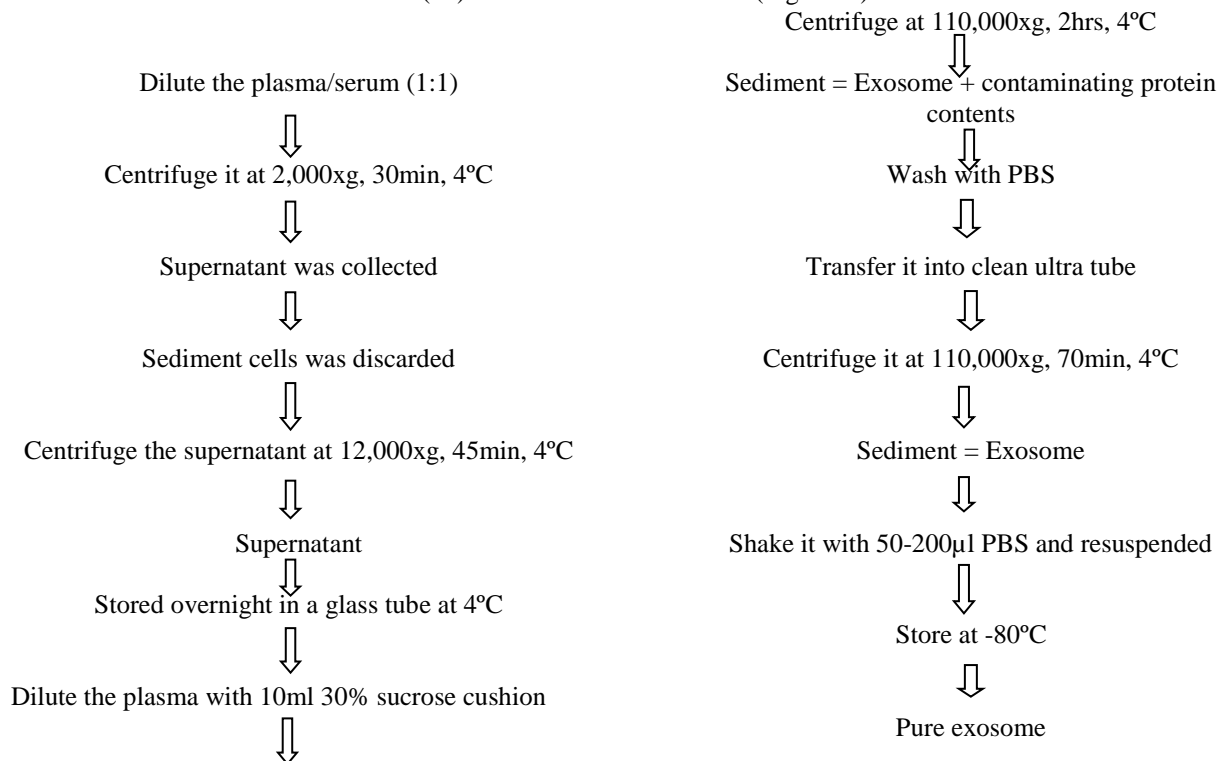 Dilute the plasma/serum (1:1)
Centrifuge it at 2,000xg, 30min, 4ºC
Supernatant was collected
Sediment cells was discarded
Centrifuge the supernatant at 12,000xg, 45min, 4ºC
Supernatant
Stored overnight in a glass tube at 4ºC
Dilute the plasma with 10ml 30% sucrose cushion
Centrifuge at 110,000xg, 2hrs, 4ºC
Sediment = Exosome + contaminating protein
contents
Wash with PBS
Transfer it into clean ultra tube
Centrifuge it at 110,000xg, 70min, 4ºC
Sediment = Exosome
Shake it with 50-200µl PBS and resuspended
Store at -80ºC
Pure exosome